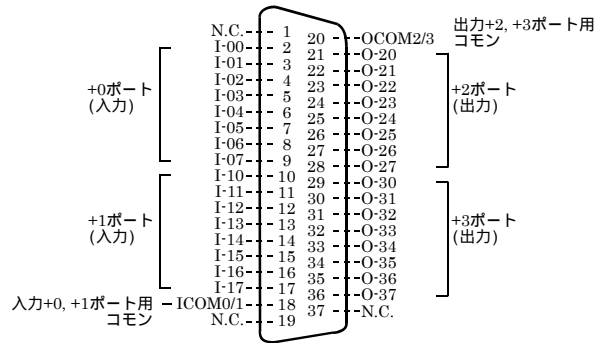 N.C. 1
I-00 2
I-01 3
I-02 4
I-03 5
I-04 6
I-05 7
I-06 8
I-07 9
I-10 10
I-11 11
I-12 12
I-13 13
I-14 14
I-15 15
I-16 16
I-17 17
ICOM0/1 18
N.C. 19
+0ポート
(入力)
+1ポート
(入力)
入力+0, +1ポート用
コモン
20 OCOM2/3
21 O-20
22 O-21
23 O-22
24 O-23
25 O-24
26 O-25
27 O-26
28 O-27
29 O-30
30 O-31
31 O-32
32 O-33
33 O-34
34 O-35
35 O-36
36 O-37
37 N.C.
出力+2, +3ポート用
コモン
+2ポート
(出力)
+3ポート
(出力)